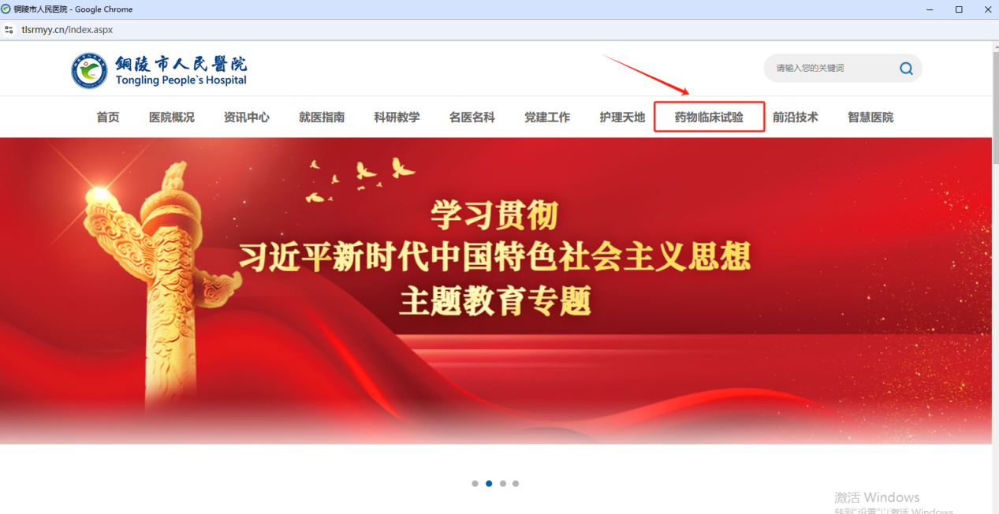 铜陵市人民医院 - Google Chrome
tlsrmyy.cn/index.aspx
銅陵市人民醫院
Tongling People`s Hospital
请输入您的关键词
首页 医院概况 资讯中心 就医指南 科研教学 名医名科 党建工作 护理天地 药物临床试验 前沿技术 智慧医院
学习贯彻
习近平新时代中国特色社会主义思想
主题教育专题
激活 Windows
转到"设置"以激活 Windows